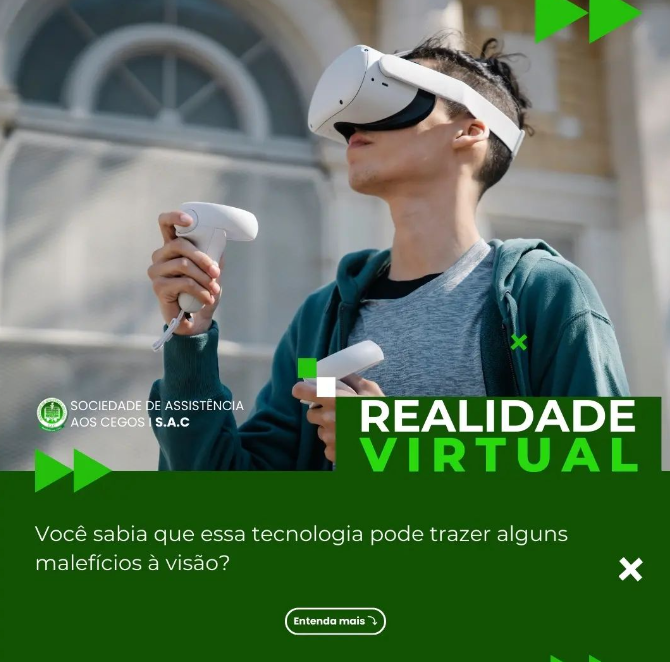 SOCIEDADE DE ASSISTÊNCIA
AOS CEGOS | S.A.C
REALIDADE
VIRTUAL
Você sabia que essa tecnologia pode trazer alguns
malefícios à visão?
Entenda mais